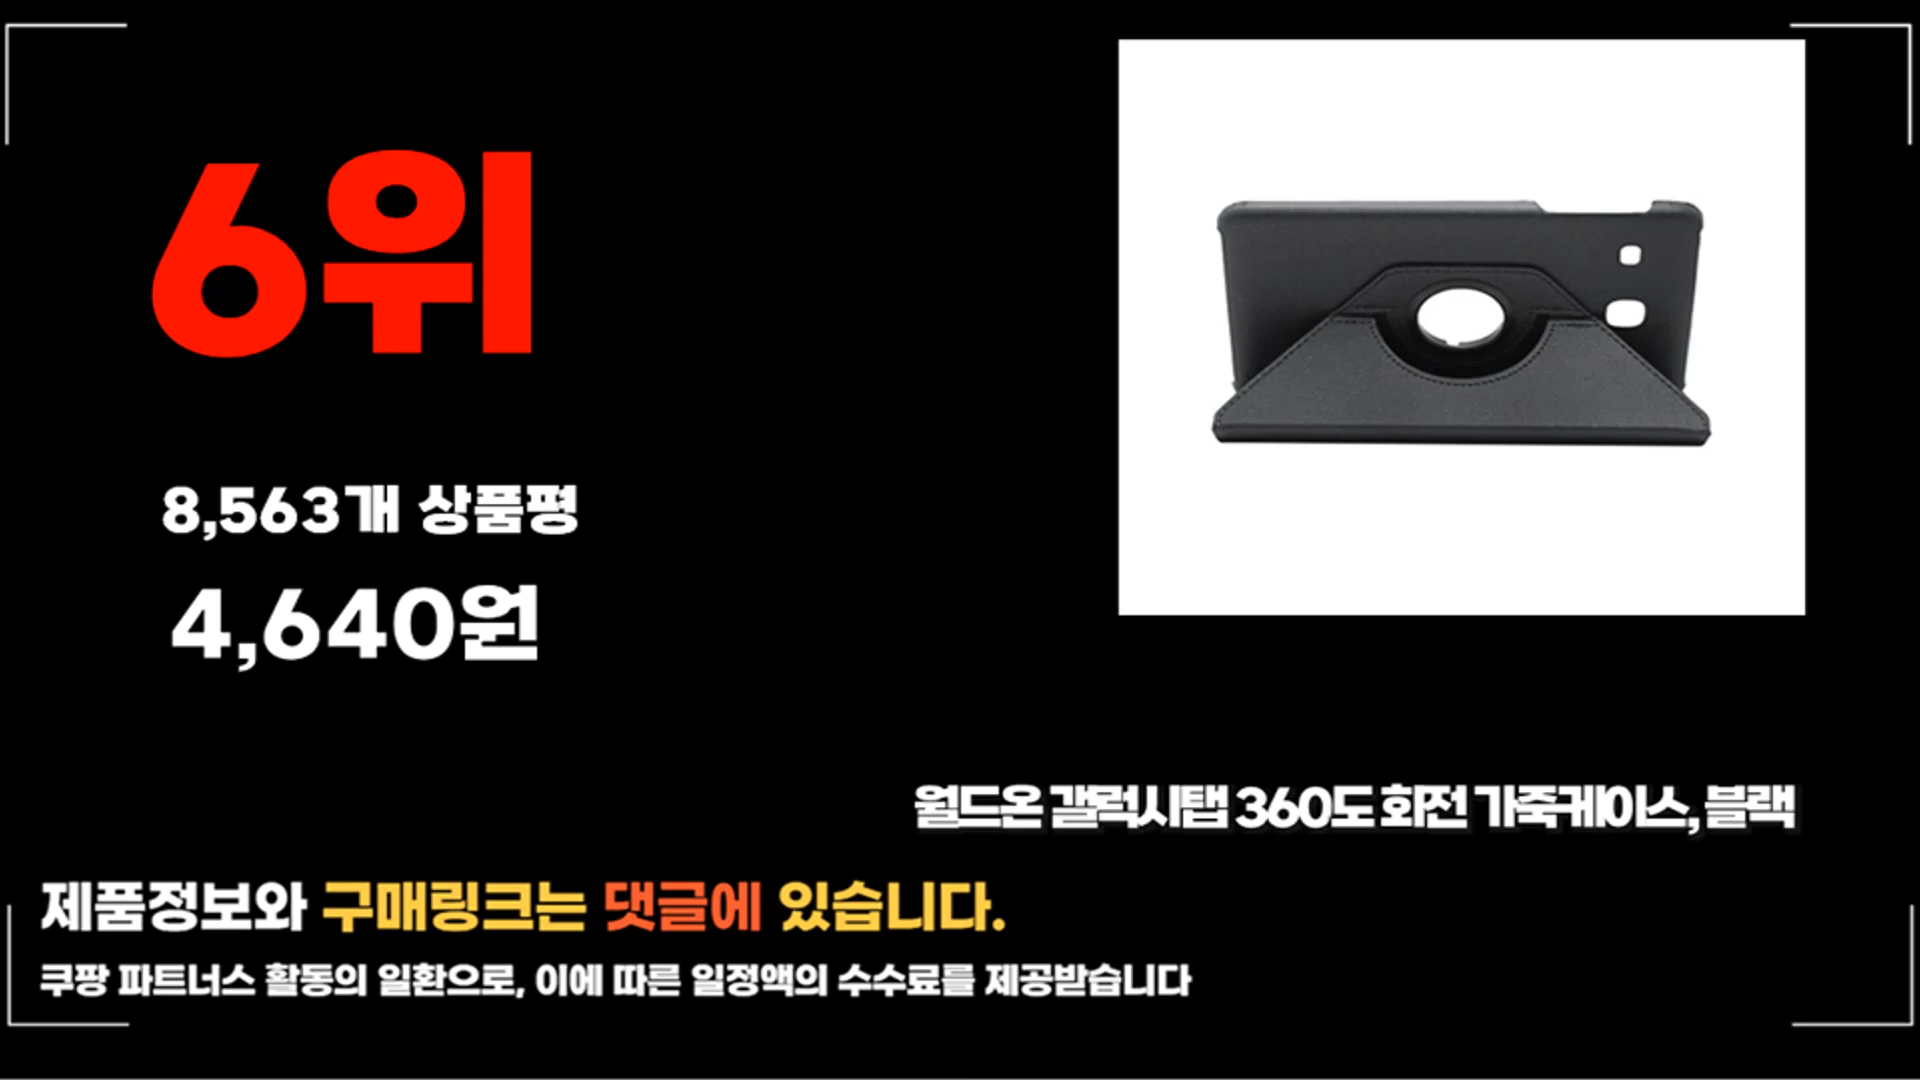 6위
8,563개 상품평
4,640원
월드온 갤럭시탭 360도 회전 가죽케이스, 블랙
제품정보와 구매링크는 댓글에 있습니다.
쿠팡 파트너스 활동의 일환으로, 이에 따른 일정액의 수수료를 제공받습니다